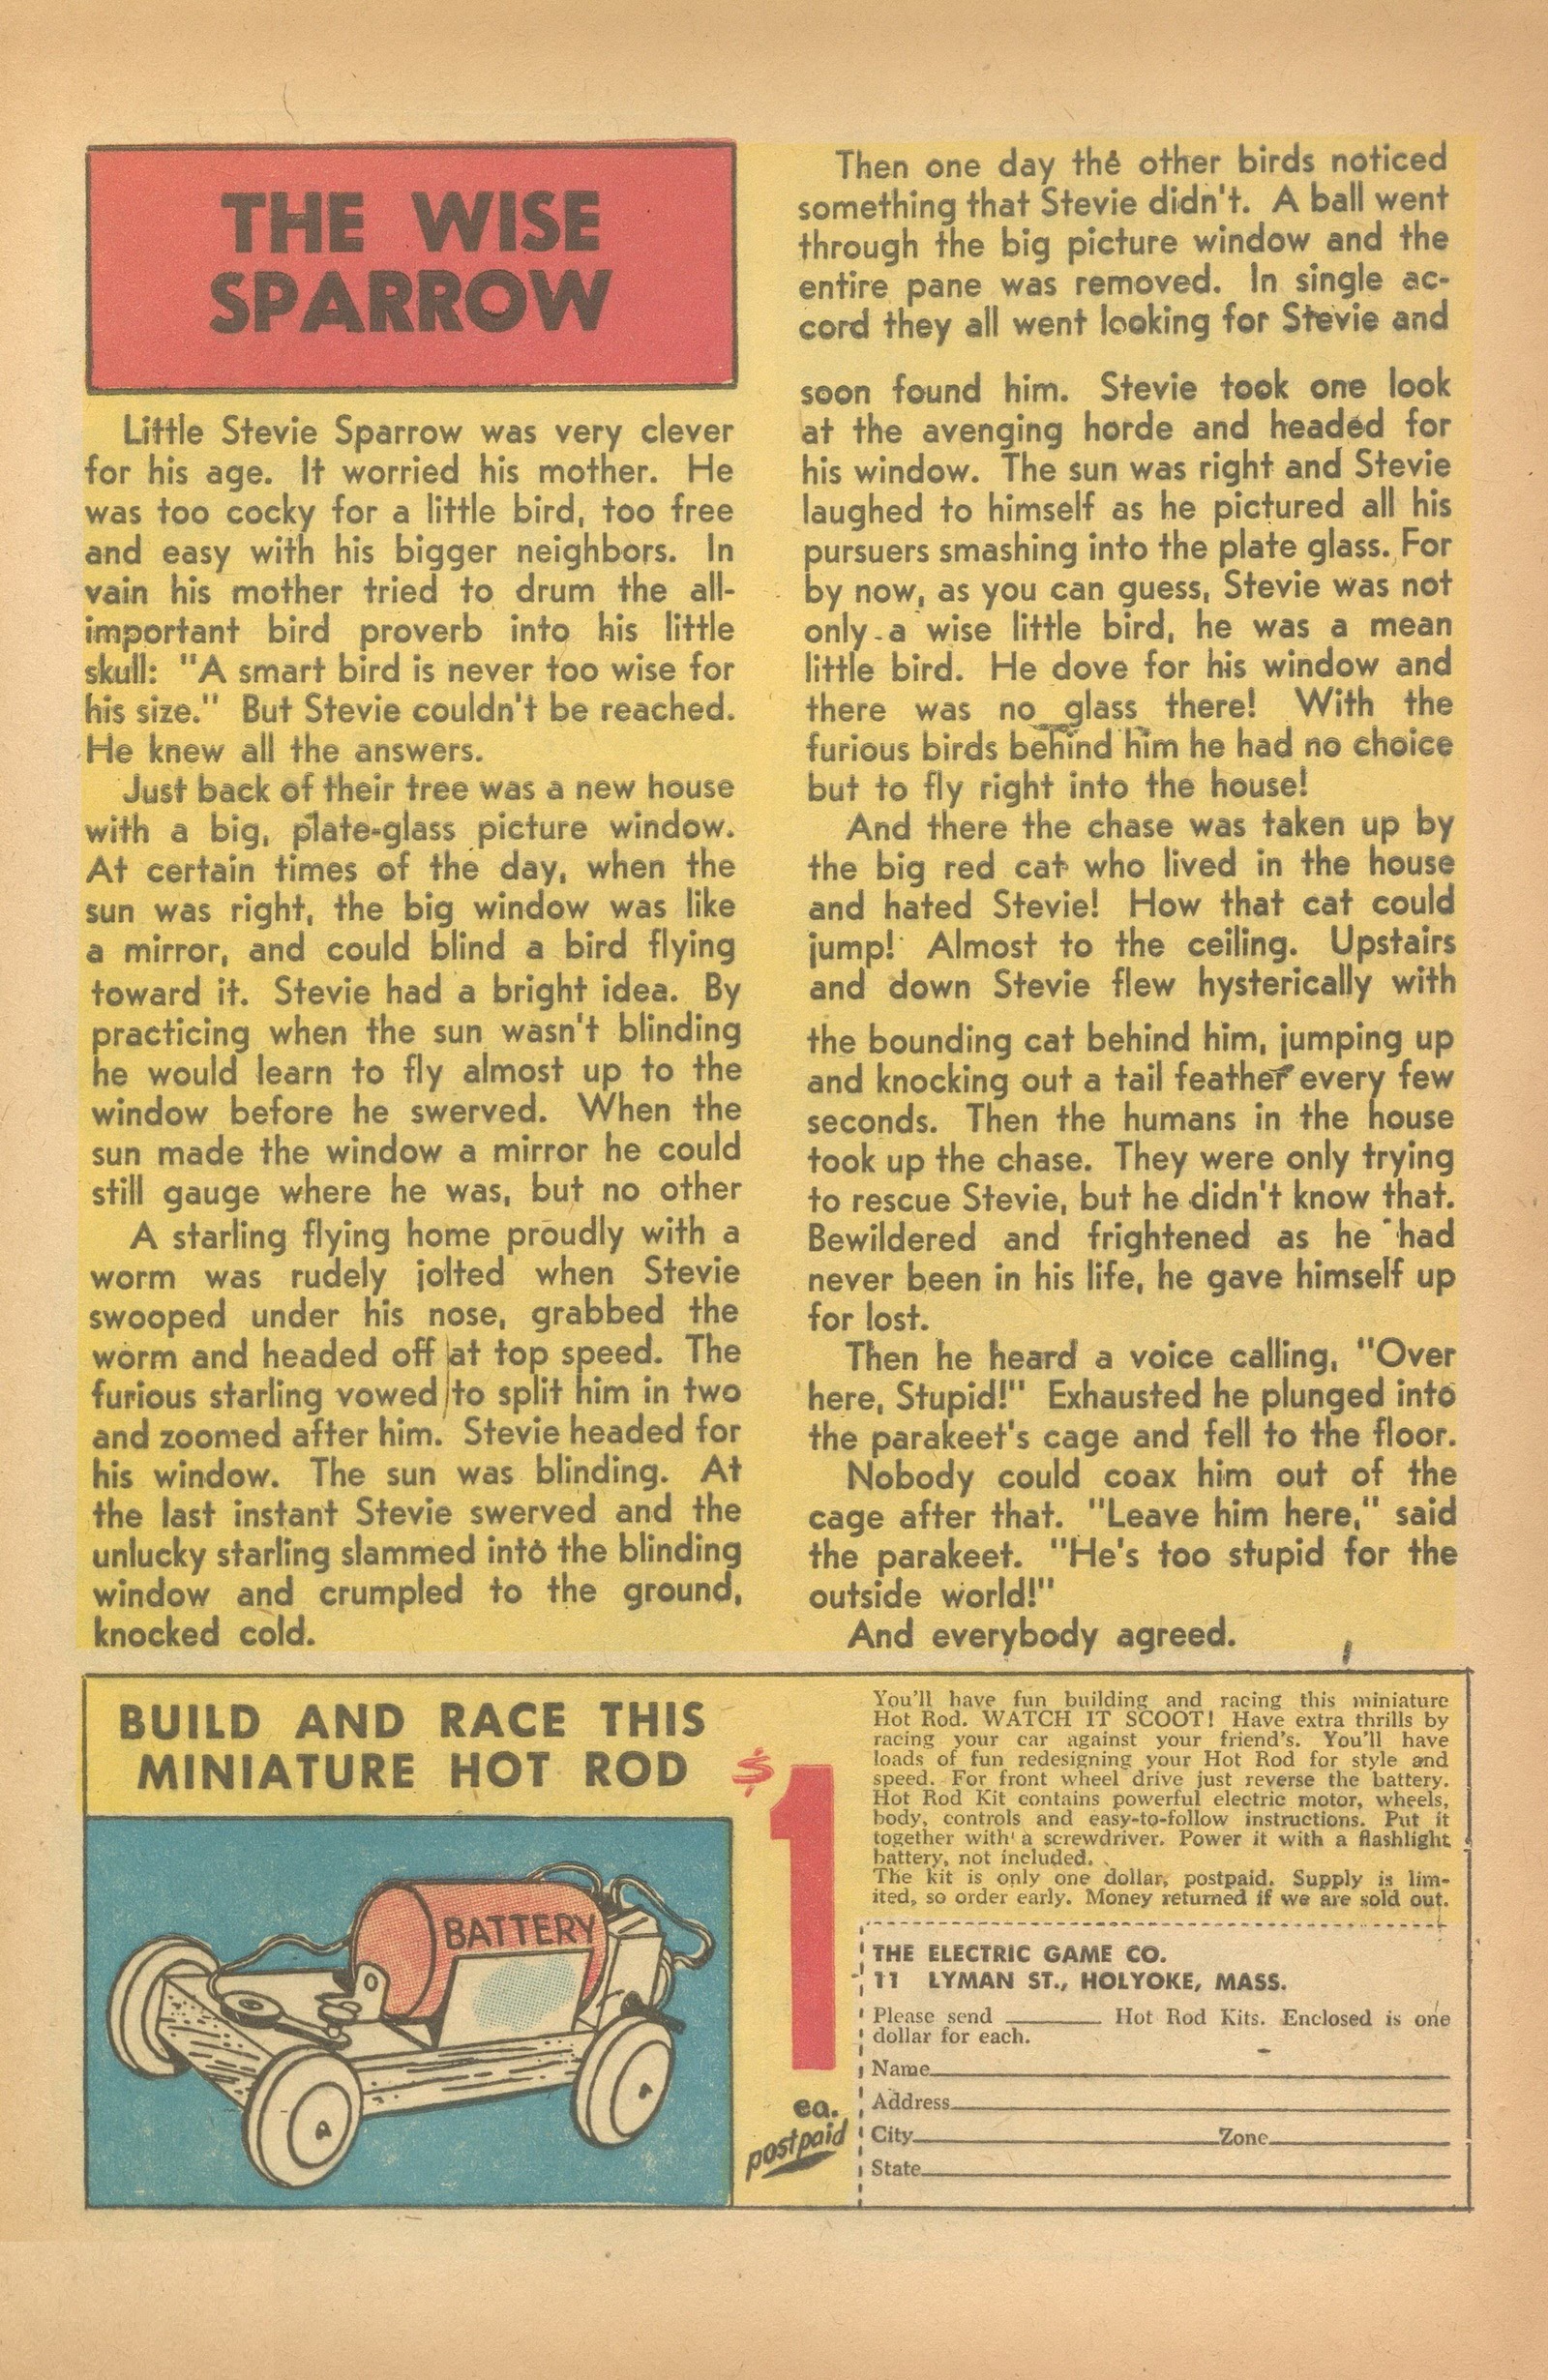 THE WISE
SPARROW
Little Stevie Sparrow was very clever
for his age. It worried his mother. He
was too cocky for a little bird, too free
and easy with his bigger neighbors. In
vain his mother tried to drum the all-
important bird proverb into his little
skull: "A smart bird is never too wise for
his size." But Stevie couldn't be reached.
He knew all the answers.
Just back of their tree was a new house
with a big, plate-glass picture window.
At certain times of the day, when the
sun was right, the big window was like
a mirror, and could blind a bird flying
toward it. Stevie had a bright idea. By
practicing when the sun wasn't blinding
he would learn to fly almost up to the
window before he swerved. When the
sun made the window a mirror he could
still gauge where he was, but no other
A starling flying home proudly with a
worm was rudely jolted when Stevie
swooped under his nose, grabbed the
worm and headed off at top speed. The
furious starling vowed to split him in two
and zoomed after him. Stevie headed for
his window. The sun was blinding. At
the last instant Stevie swerved and the
unlucky starling slammed into the blinding
window and crumpled to the ground,
knocked cold.
Then one day the other birds noticed
something that Stevie didn't. A ball went
through the big picture window and the
entire pane was removed. In single ac-
cord they all went looking for Stevie and
soon found him. Stevie took one look
at the avenging horde and headed for
his window. The sun was right and Stevie
laughed to himself as he pictured all his
pursuers smashing into the plate glass. For
by now, as you can guess, Stevie was not
only a wise little bird, he was a mean
little bird. He dove for his window and
there was no glass there! With the
furious birds behind him he had no choice
but to fly right into the house!
And there the chase was taken up by
the big red cat who lived in the house
and hated Stevie! How that cat could
jump! Almost to the ceiling. Upstairs
and down Stevie flew hysterically with
the bounding cat behind him, jumping up
and knocking out a tail feather every few
seconds. Then the humans in the house
took up the chase. They were only trying
to rescue Stevie, but he didn't know that.
Bewildered and frightened as he had
never been in his life, he gave himself up
for lost.
Then he heard a voice calling, "Over
here, Stupid!" Exhausted he plunged into
the parakeet's cage and fell to the floor.
Nobody could coax him out of the
cage after that. "Leave him here," said
the parakeet. "He's too stupid for the
outside world!"
And everybody agreed.
BUILD AND RACE THIS
MINIATURE HOT ROD
BATTERY
$1
ea.
postpaid
You'll have fun building and racing this miniature
Hot Rod. WATCH IT SCOOT! Have extra thrills by
racing your car against your friend's. You'll have
loads of fun redesigning your Hot Rod for style and
speed. For front wheel drive just reverse the battery.
Hot Rod Kit contains powerful electric motor, wheels,
body, controls and easy-to-follow instructions. Put it
together with a screwdriver. Power it with a flashlight
battery, not included.
The kit is only one dollar, postpaid. Supply is lim-
ited, so order early. Money returned if we are sold out.
THE ELECTRIC GAME CO.
11 LYMAN ST., HOLYOKE, MASS.
Please send ______ Hot Rod Kits. Enclosed is one
dollar for each.
Name
Address
City Zone
State